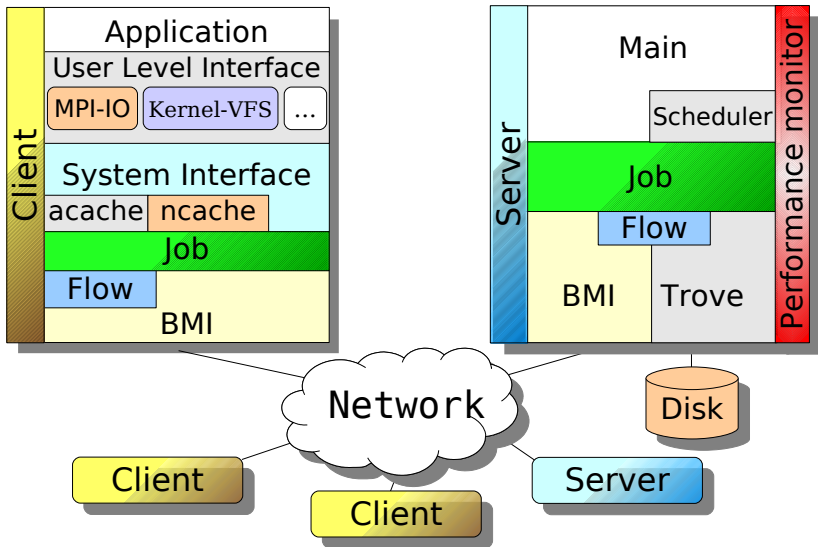 Client
Application
User Level Interface
MPI-IO
Kernel-VFS
...
System Interface
acache
ncache
Job
Flow
BMI
Server
Main
Scheduler
Job
Flow
BMI
Trove
Performance monitor
Network
Disk
Client
Client
Server